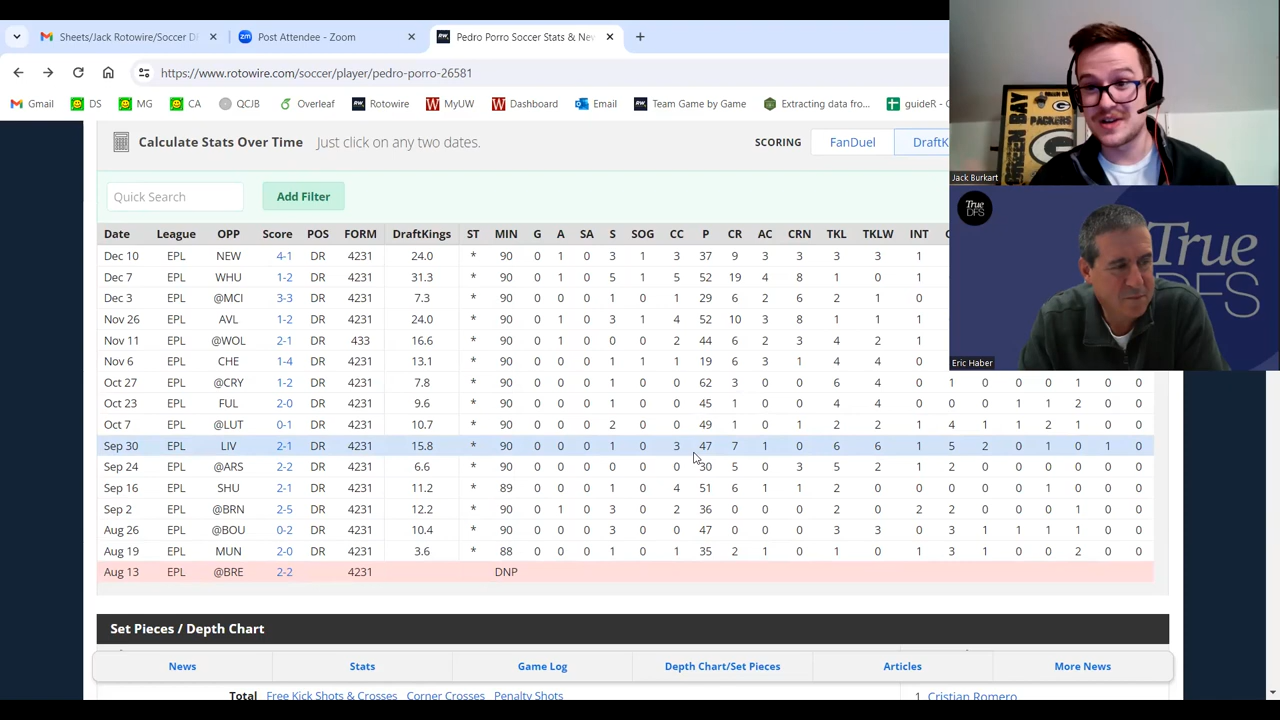 Sheets/Jack Rotowire/Soccer D
Post Attendee - Zoom
Pedro Porro Soccer Stats & Nev
https://www.rotowire.com/soccer/player/pedro-porro-26581
Gmail DS MG CA QCJB Overleaf Rotowire MyUW Dashboard Email Team Game by Game Extracting data from... guideR - G
Calculate Stats Over Time Just click on any two dates. SCORING FanDuel DraftK
Quick Search Add Filter
Date League OPP Score POS FORM DraftKings ST MIN G A SA S SOG CC P CR AC CRN TKL TKLW INT
Dec 10 EPL NEW 4-1 DR 4231 24.0 * 90 0 1 0 3 1 3 37 9 3 3 3 3 1
Dec 7 EPL WHU 1-2 DR 4231 31.3 * 90 0 1 0 5 1 5 52 19 4 8 1 0 1
Dec 3 EPL @MCI 3-3 DR 4231 7.3 * 90 0 0 0 1 0 1 29 6 2 6 2 1 0
Nov 26 EPL AVL 1-2 DR 4231 24.0 * 90 0 1 0 3 1 4 52 10 3 8 1 1 1
Nov 11 EPL @WOL 2-1 DR 433 16.6 * 90 0 1 0 0 0 2 44 6 2 3 4 2 1
Nov 6 EPL CHE 1-4 DR 4231 13.1 * 90 0 0 0 1 1 1 19 6 3 1 4 4 0
Oct 27 EPL @CRY 1-2 DR 4231 7.8 * 90 0 0 0 1 0 0 62 3 0 0 6 4 0 1 0 0 0 1 0 0
Oct 23 EPL FUL 2-0 DR 4231 9.6 * 90 0 0 0 1 0 0 45 1 0 0 4 4 0 0 0 1 1 2 0 0
Oct 7 EPL @LUT 0-1 DR 4231 10.7 * 90 0 0 0 2 0 0 49 1 0 1 2 2 1 4 1 1 2 1 0 0
Sep 30 EPL LIV 2-1 DR 4231 15.8 * 90 0 0 0 1 0 3 47 7 1 0 6 6 1 5 2 0 1 0 1 0
Sep 24 EPL @ARS 2-2 DR 4231 6.6 * 90 0 0 0 0 0 0 30 5 0 3 5 2 1 2 0 0 0 0 0 0
Sep 16 EPL SHU 2-1 DR 4231 11.2 * 89 0 0 0 1 0 4 51 6 1 1 2 0 0 0 0 0 1 0 0 0
Sep 2 EPL @BRN 2-5 DR 4231 12.2 * 90 0 1 0 3 0 2 36 0 0 0 2 0 2 2 0 0 0 1 0 0
Aug 26 EPL @BOU 0-2 DR 4231 10.4 * 90 0 0 0 3 0 0 47 0 0 0 3 3 0 3 1 1 1 0 0 0
Aug 19 EPL MUN 2-0 DR 4231 3.6 * 88 0 0 0 1 0 1 35 2 1 0 1 0 1 3 1 0 0 2 0 0
Aug 13 EPL @BRE 2-2 4231 DNP
Set Pieces / Depth Chart
News Stats Game Log Depth Chart/Set Pieces Articles More News
Total Free Kick Shots & Crosses Corner Crosses Penalty Shots 1 Cristian Romero
GREEN BAY
PACKERS
G
Jack Burkart
True
DFS
True
DFS
Eric Haber